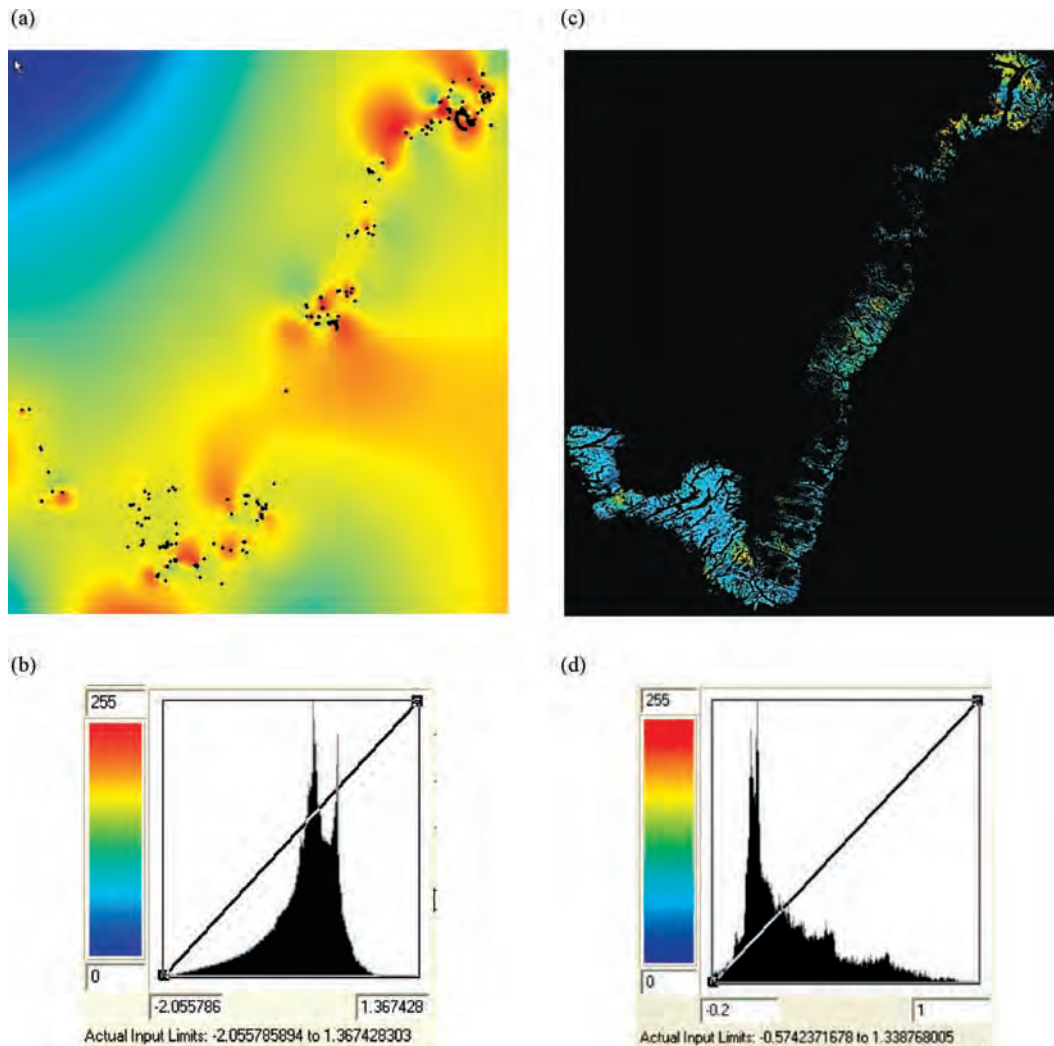 (a)
(c)
(b)
255
0
-2.055786
1.367428
Actual Input Limits: -2.055785894 to 1.367428303
(d)
255
0
-0.2
1
Actual Input Limits: -0.5742371678 to 1.338768005